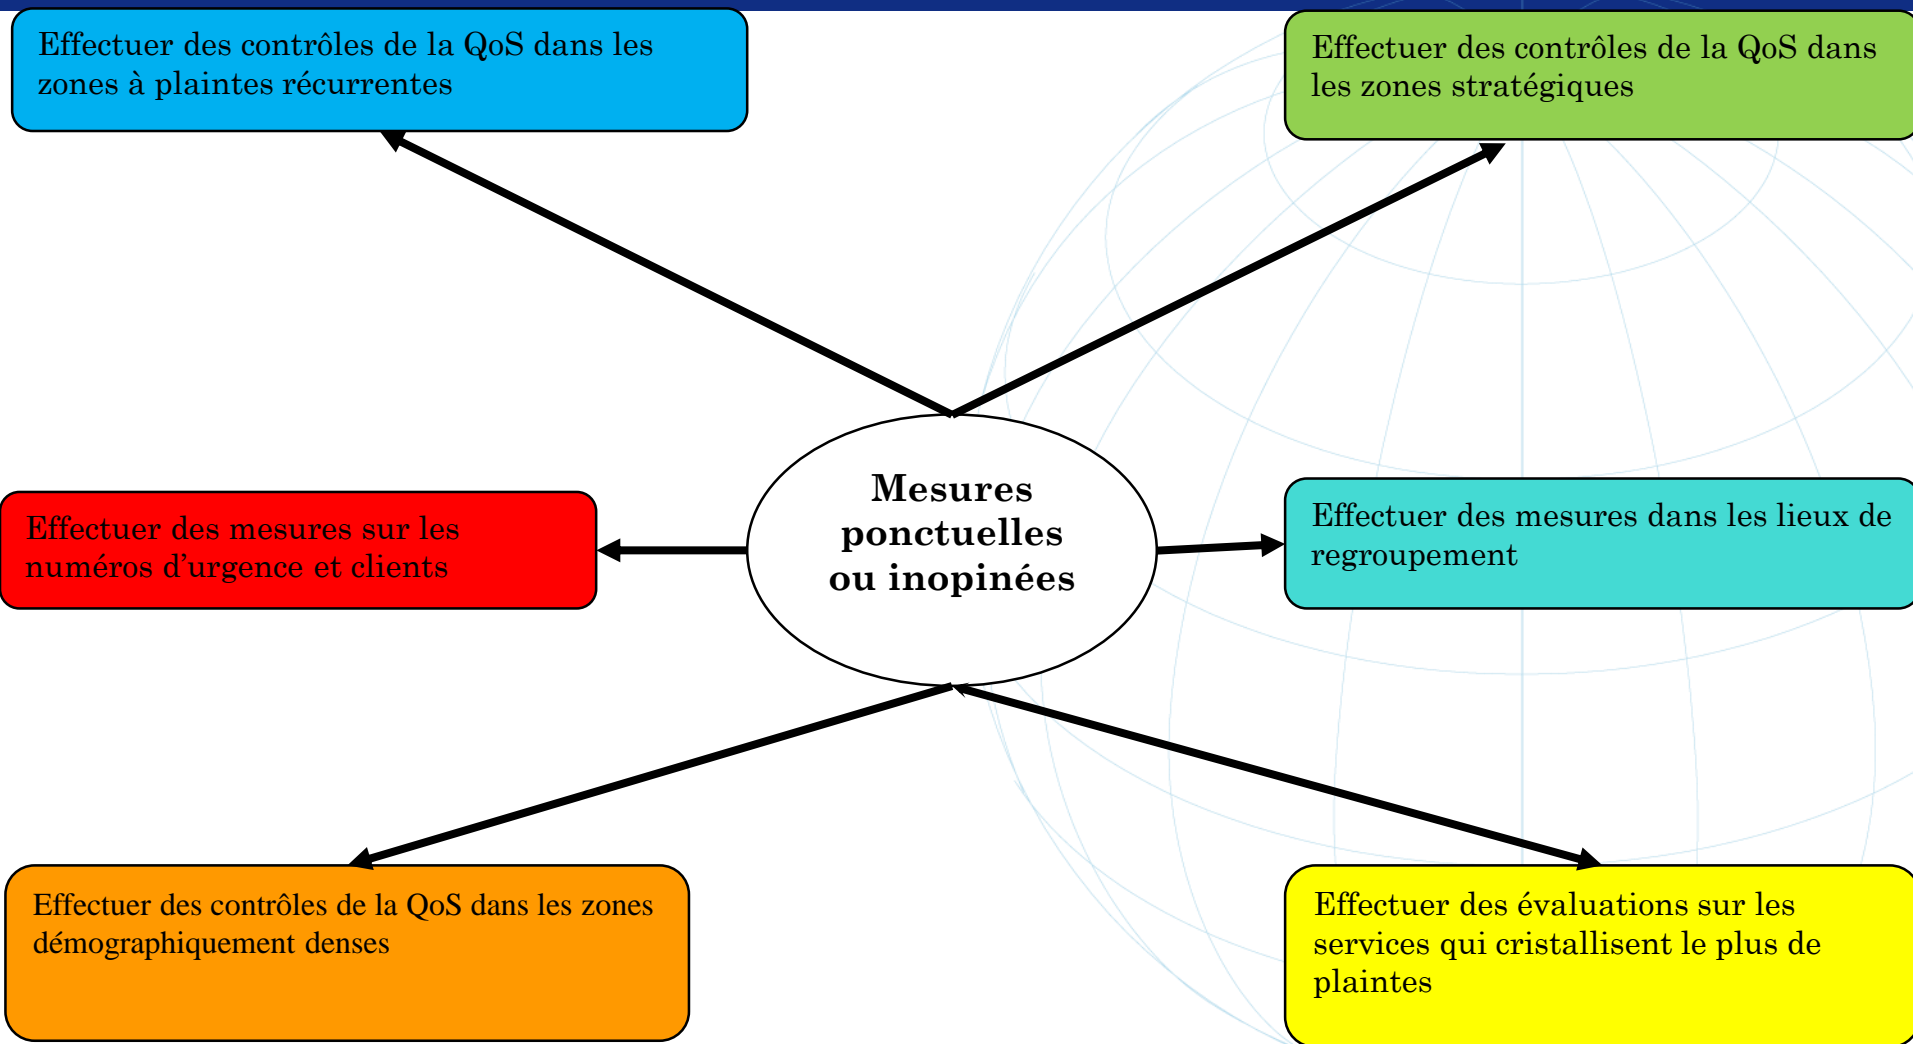 Effectuer des contrôles de la QoS dans les
zones à plaintes récurrentes
Effectuer des contrôles de la QoS dans
les zones stratégiques
Effectuer des mesures sur les
numéros d’urgence et clients
Mesures
ponctuelles
ou inopinées
Effectuer des mesures dans les lieux de
regroupement
Effectuer des contrôles de la QoS dans les zones
démographiquement denses
Effectuer des évaluations sur les
services qui cristallisent le plus de
plaintes